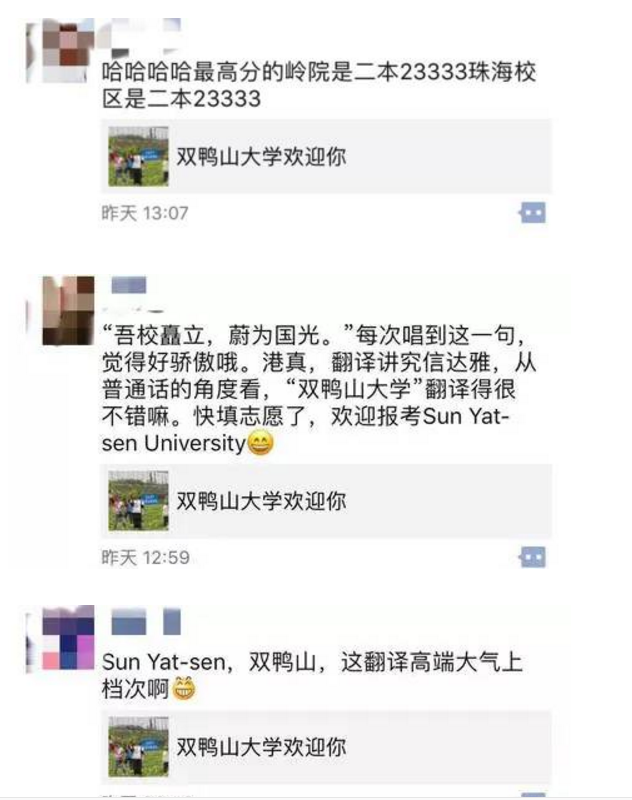 哈哈哈哈最高分的岭院是二本23333珠海校
区是二本23333
双鸭山大学欢迎你
昨天 13:07
“吾校矗立，蔚为国光。”每次唱到这一句，
觉得好骄傲哦。港真，翻译讲究信达雅，从
普通话的角度看，“双鸭山大学”翻译得很
不错嘛。快填志愿了，欢迎报考Sun Yat-
sen University😄
双鸭山大学欢迎你
昨天 12:59
Sun Yat-sen，双鸭山，这翻译高端大气上
档次啊😁
双鸭山大学欢迎你